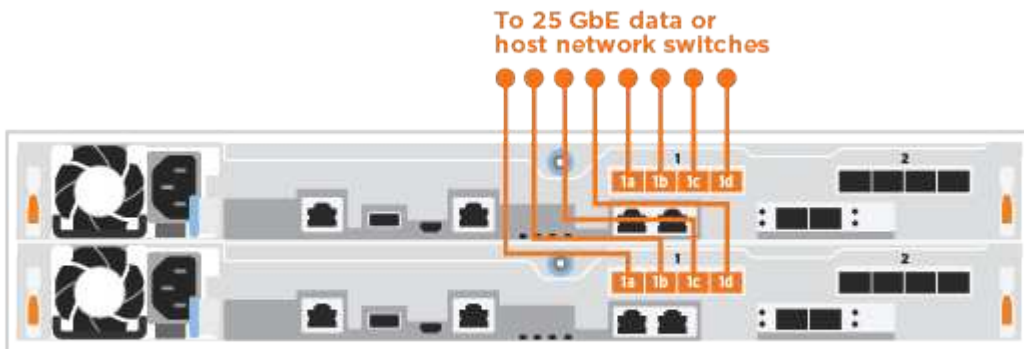 To 25 GbE data or
host network switches
1 2
1a 1b 1c 1d
1 2
1a 1b 1c 1d